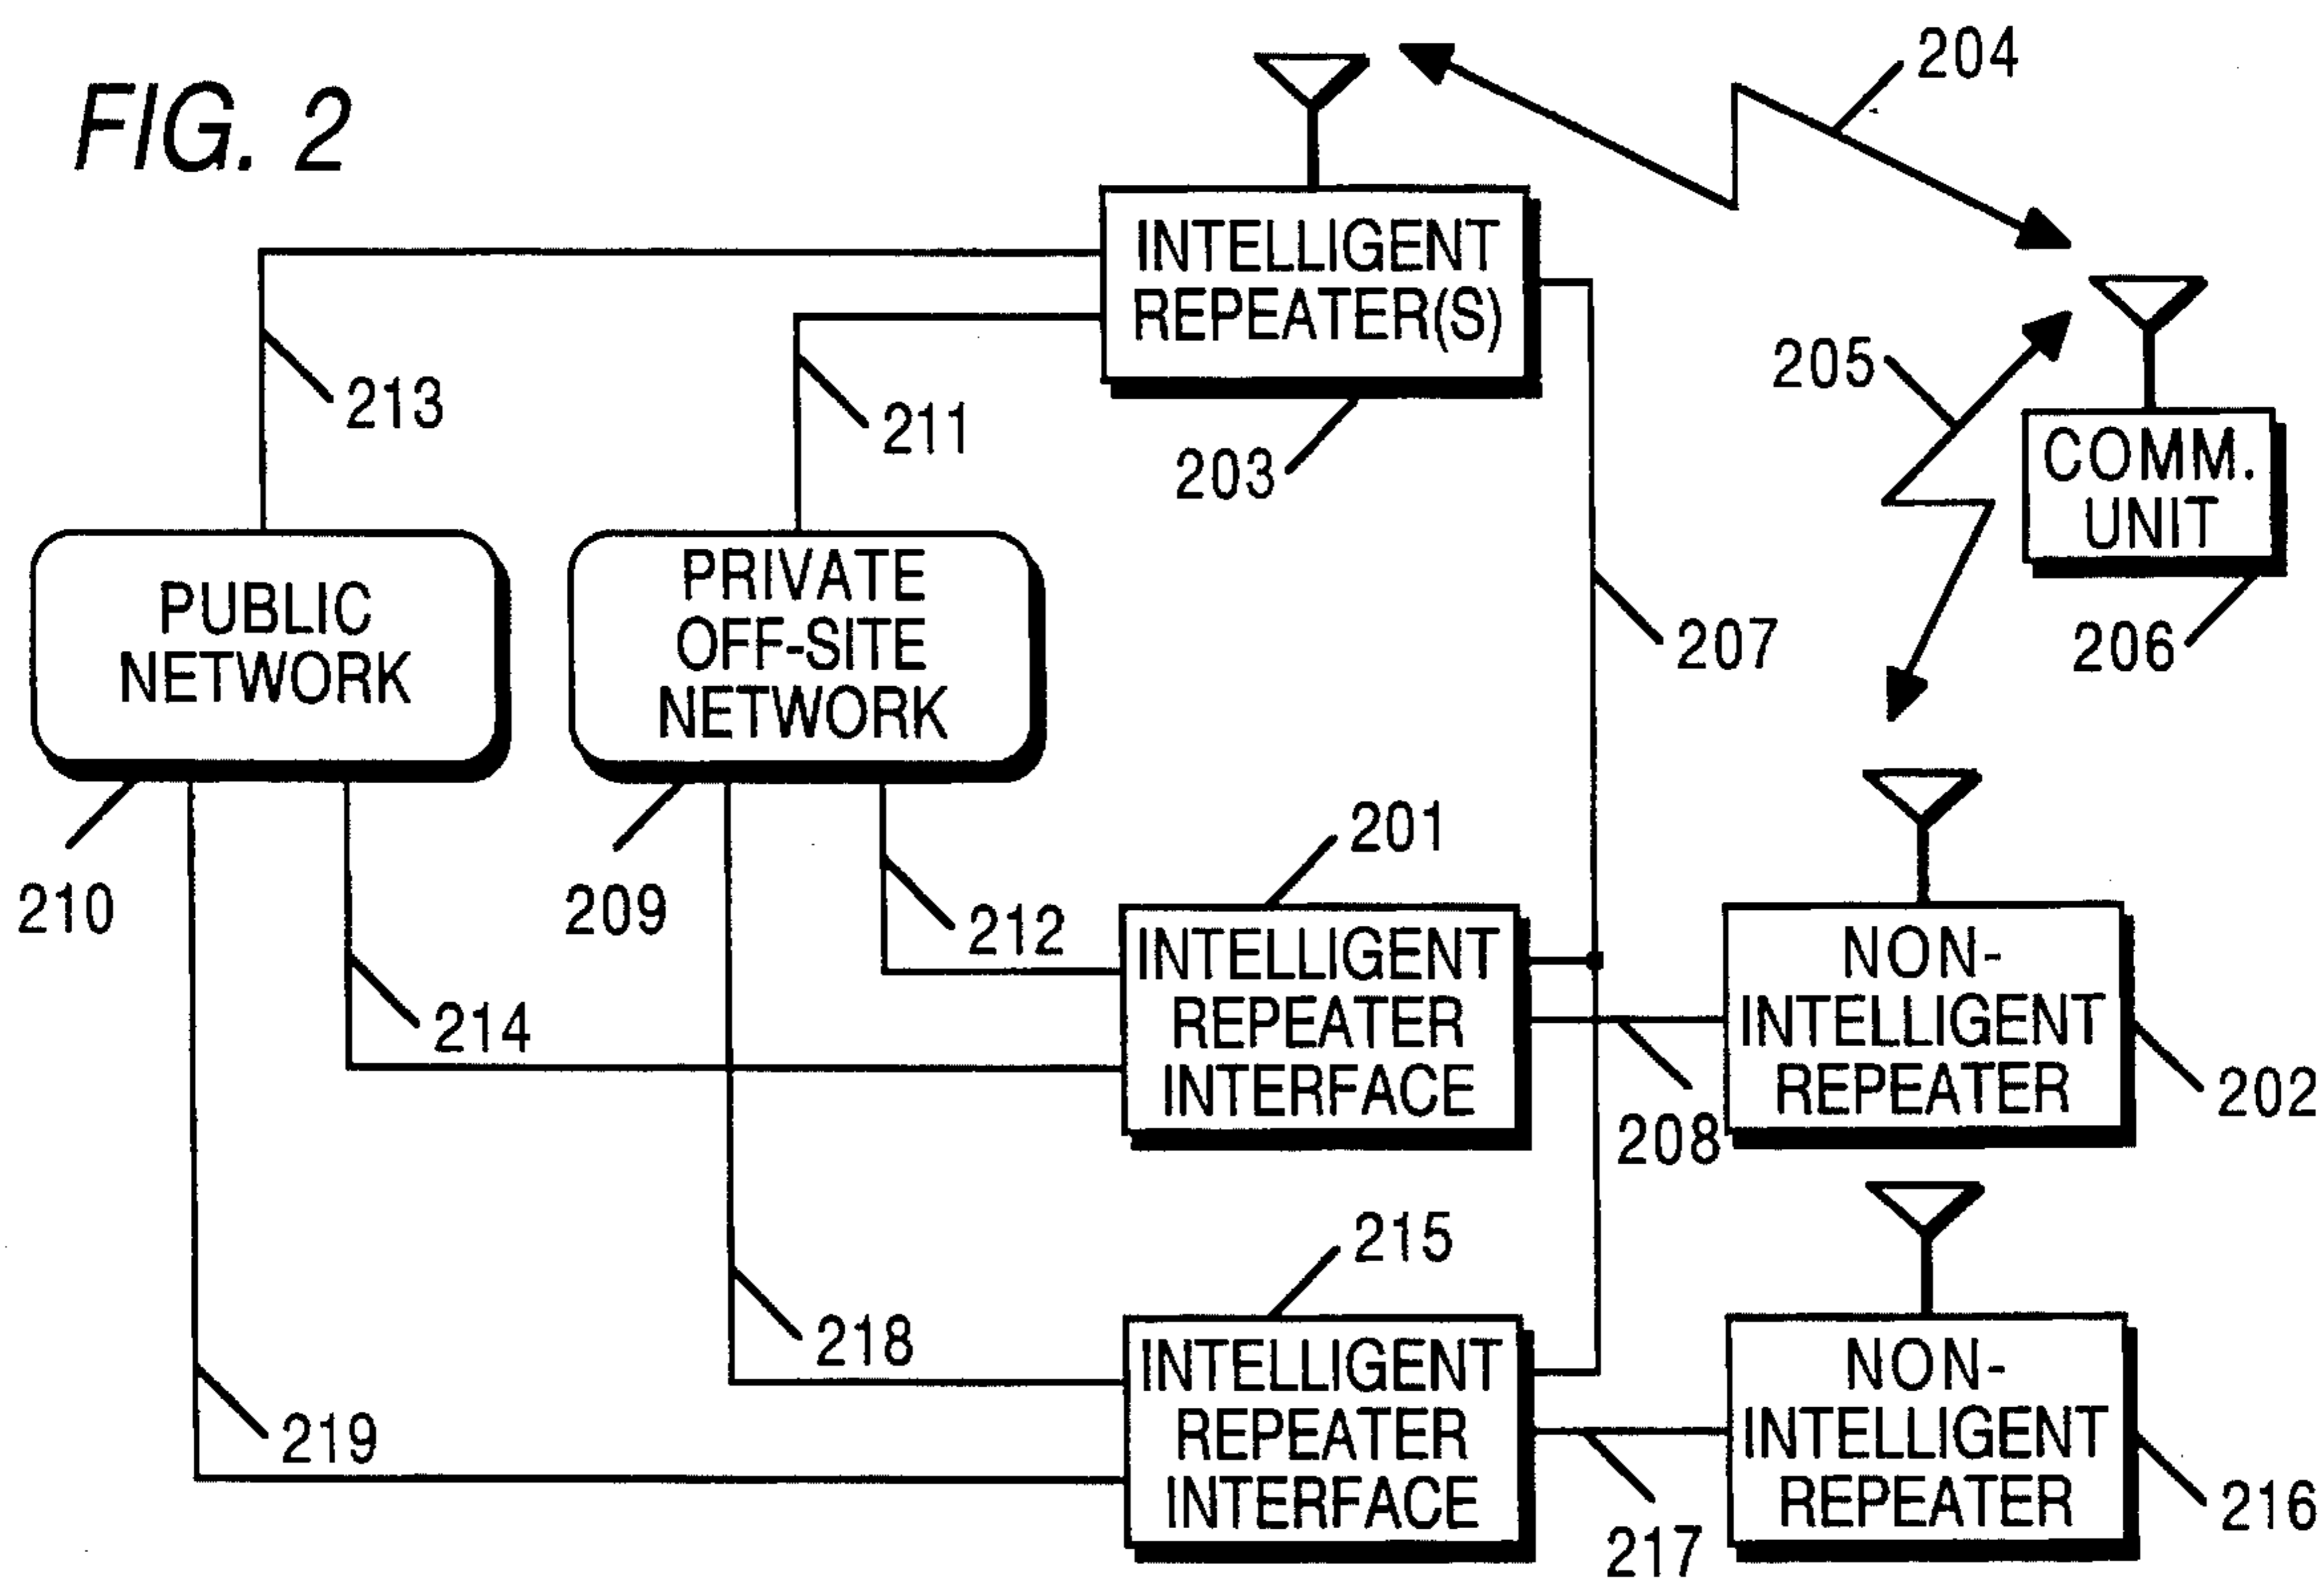 FIG. 2
204
INTELLIGENT
REPEATER(S)
213
211
203
205
COMM.
UNIT
206
207
PUBLIC
NETWORK
PRIVATE
OFF-SITE
NETWORK
210
209
201
212
214
INTELLIGENT
REPEATER
INTERFACE
208
NON-
INTELLIGENT
REPEATER
202
215
218
219
INTELLIGENT
REPEATER
INTERFACE
217
NON-
INTELLIGENT
REPEATER
216